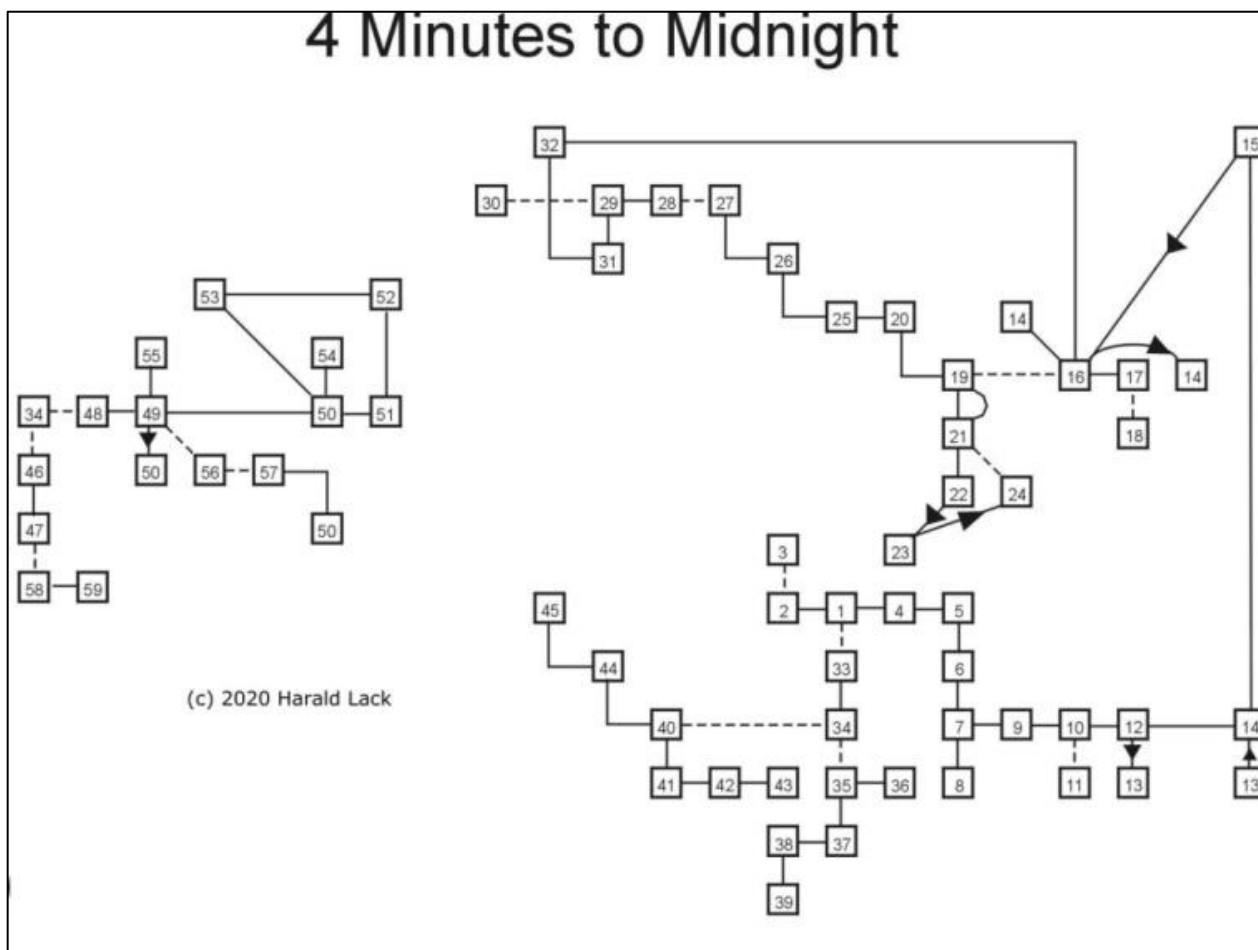 4 Minutes to Midnight
32 15
30 29 28 27
31 26
53 52
14 25 20
55 54
19 16 17 14
34 48 49 50 51
21 18
46 50 56 57
22 24
47 50
3 23
58 59
45 2 1 4 5
44 33 6
(c) 2020 Harald Lack
40 34 7 9 10 12 14
41 42 43 35 36 8 11 13 13
38 37
39